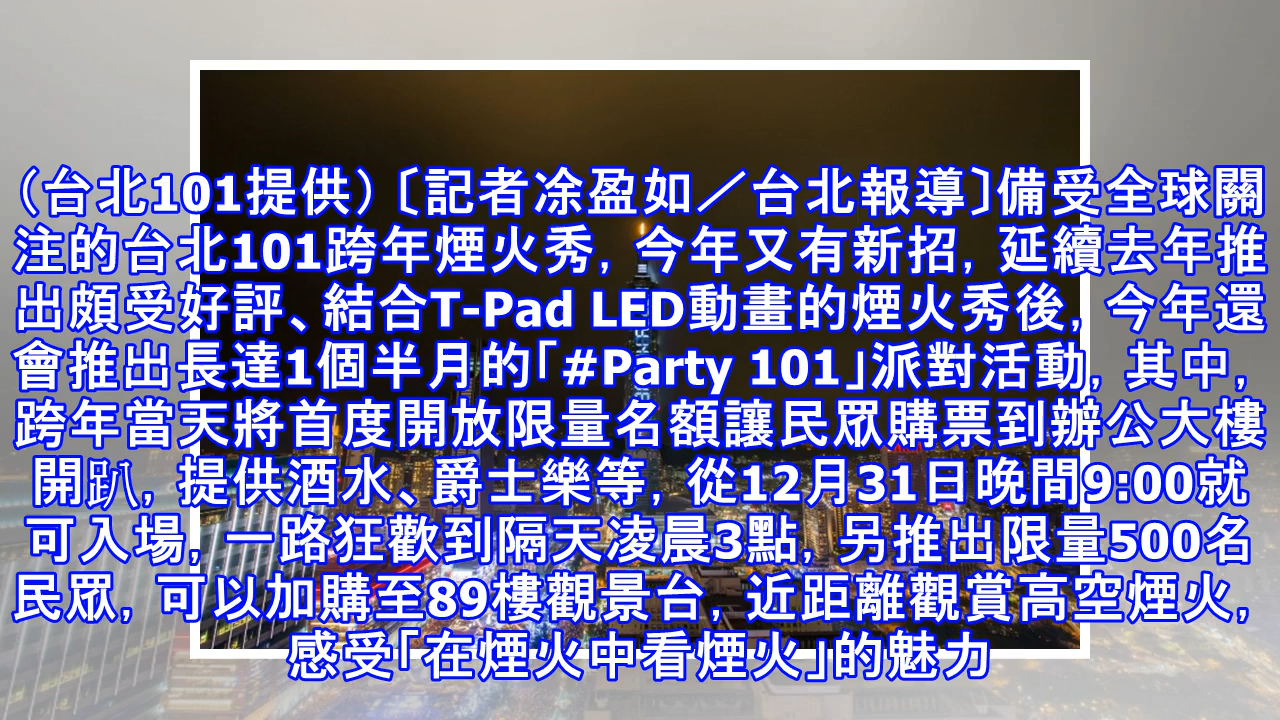 （台北101提供）〔記者凃盈如／台北報導〕備受全球關
注的台北101跨年煙火秀，今年又有新招，延續去年推
出頗受好評、結合T-Pad LED動畫的煙火秀後，今年還
會推出長達1個半月的「#Party 101」派對活動，其中，
跨年當天將首度開放限量名額讓民眾購票到辦公大樓
開趴，提供酒水、爵士樂等，從12月31日晚間9:00就
可入場，一路狂歡到隔天凌晨3點，另推出限量500名
民眾，可以加購至89樓觀景台，近距離觀賞高空煙火，
感受「在煙火中看煙火」的魅力